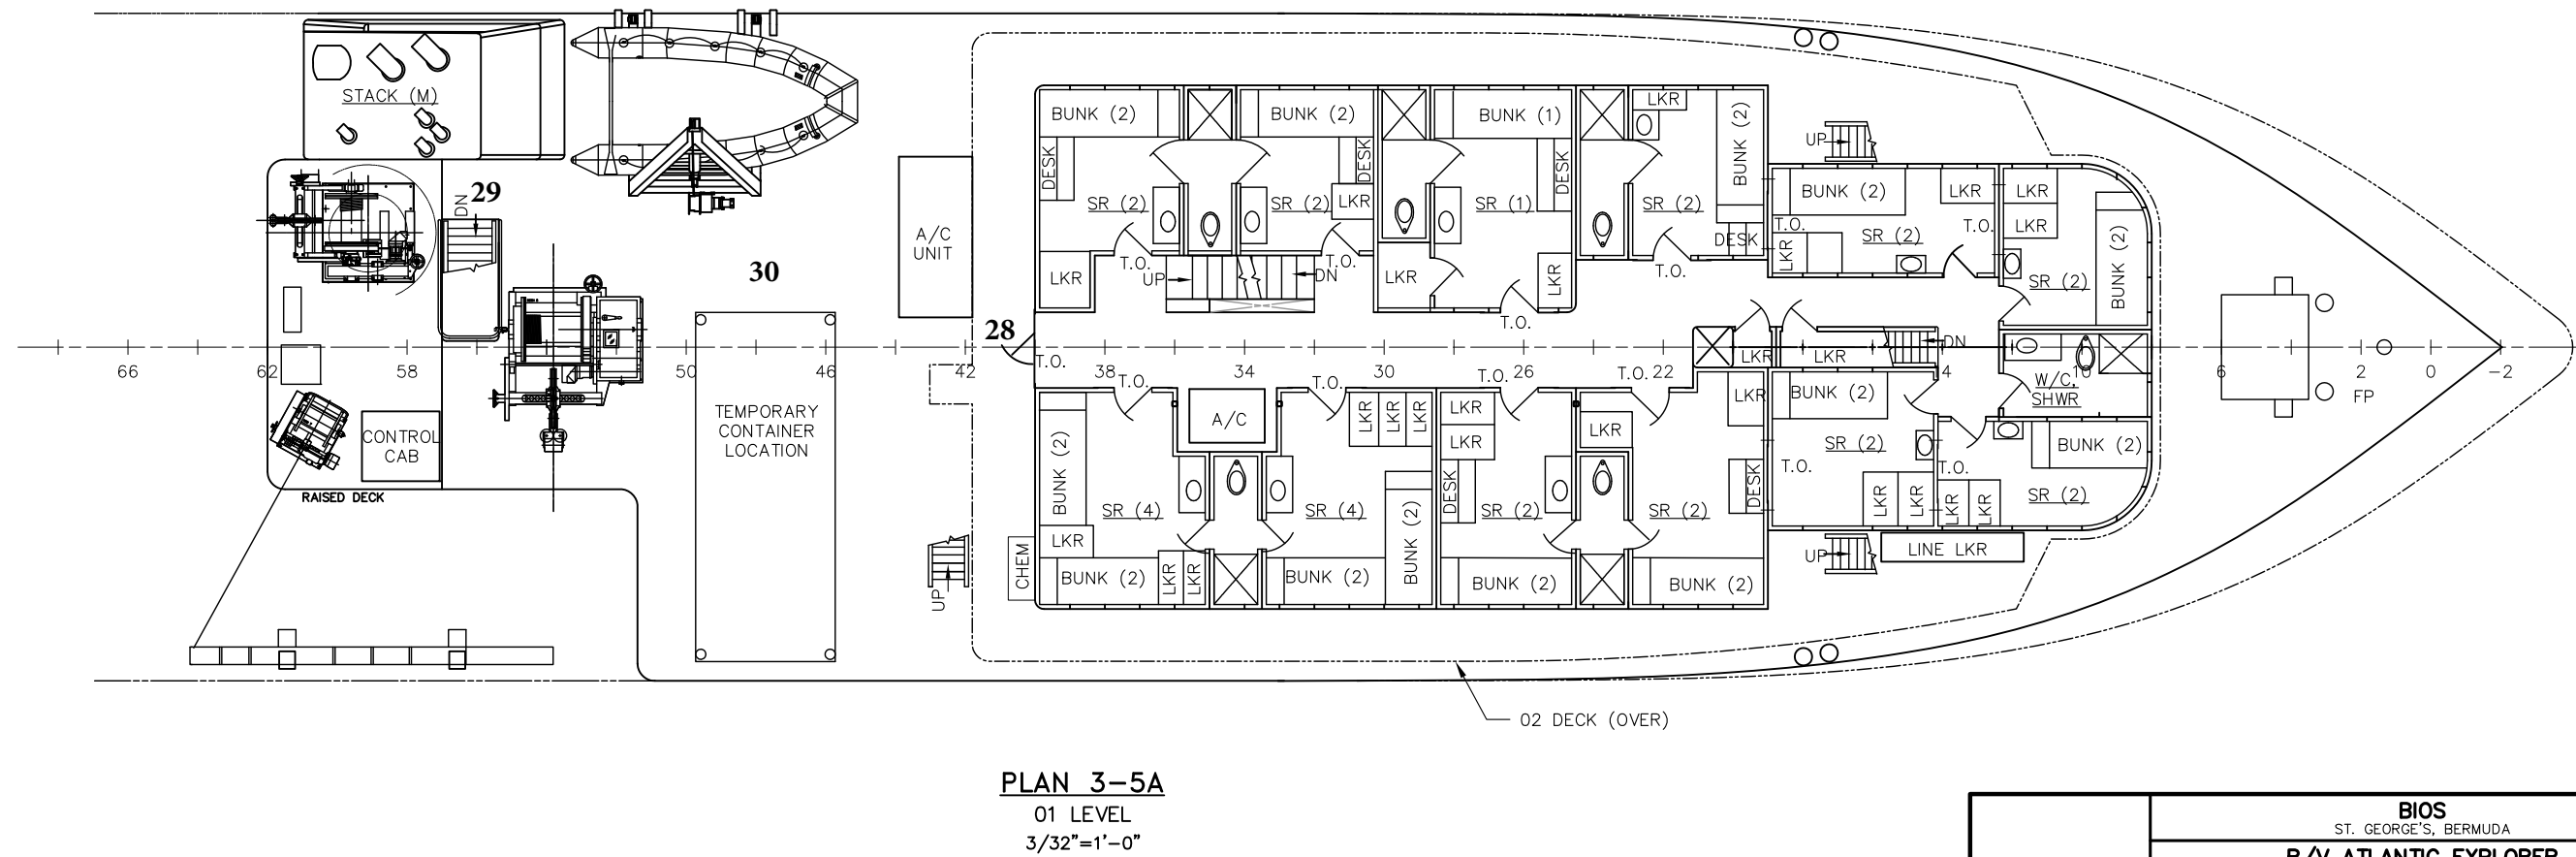 STACK (M)
29
DN
30
28
A/C
UNIT
TEMPORARY
CONTAINER
LOCATION
CONTROL
CAB
RAISED DECK
UP
CHEM
BUNK (2)
DESK
SR (2)
LKR
T.O.
BUNK (2)
DESK
LKR
SR (2)
T.O.
UP
DN
BUNK (1)
DESK
SR (1)
LKR
LKR
T.O.
LKR
BUNK (2)
SR (2)
DESK
T.O.
UP
BUNK (2)
LKR
T.O.
T.O.
SR (2)
LKR
LKR
LKR
BUNK (2)
SR (2)
LKR
LKR
DN
W/C,
SHWR
66
62
58
50
46
42
38
34
30
26
22
4
10
6
2
0
-2
FP
T.O.
T.O.
T.O.
T.O.
T.O.
A/C
BUNK (2)
SR (4)
LKR
BUNK (2)
LKR
LKR
LKR
LKR
LKR
SR (4)
BUNK (2)
BUNK (2)
LKR
LKR
DESK
SR (2)
BUNK (2)
LKR
LKR
DESK
SR (2)
BUNK (2)
BUNK (2)
SR (2)
T.O.
LKR
LKR
BUNK (2)
T.O.
SR (2)
LKR
LKR
UP
LINE LKR
02 DECK (OVER)
PLAN 3-5A
01 LEVEL
3/32"=1'-0"
BIOS
ST. GEORGE'S, BERMUDA
R/V ATLANTIC EXPLORER